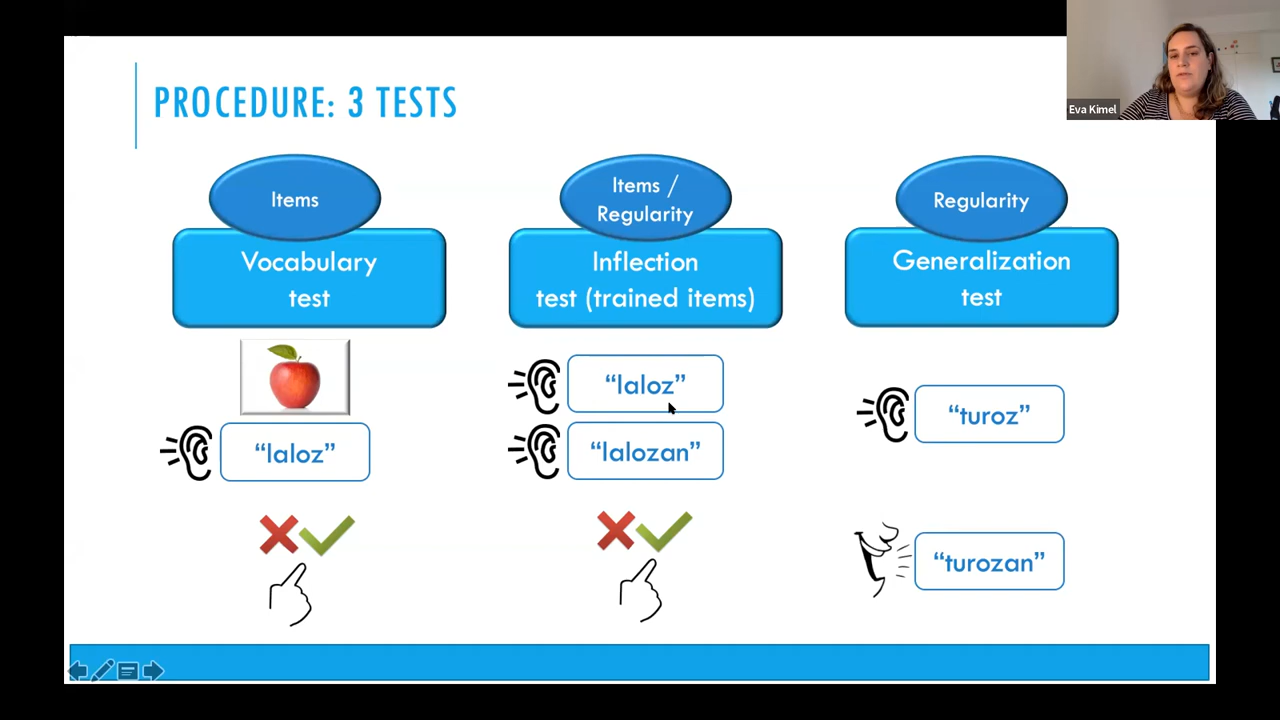 Eva Kimel
PROCEDURE: 3 TESTS
Items
Vocabulary
test
“laloz”
Items /
Regularity
Inflection
test (trained items)
“laloz”
“lalozan”
Regularity
Generalization
test
“turoz”
“turozan”